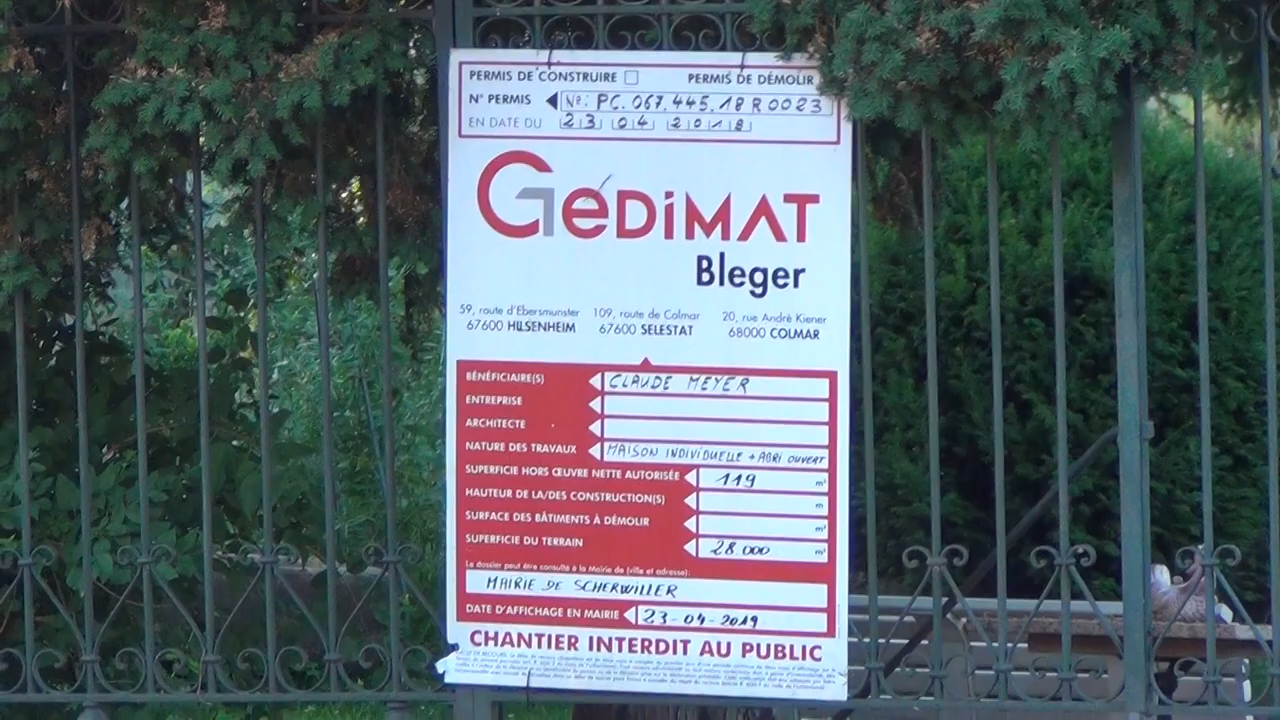 PERMIS DE CONSTRUIRE PERMIS DE DÉMOLIR
N° PERMIS N°: PC.067.445.18 R0023
EN DATE DU 23 04 2018
GéDiMAT
Bleger
59, route d'Ebersmunster 109, route de Colmar 20, rue André Kiener
67600 HILSENHEIM 67600 SELESTAT 68000 COLMAR
BÉNÉFICIAIRE(S) CLAUDE MEYER
ENTREPRISE
ARCHITECTE
NATURE DES TRAVAUX MAISON INDIVIDUELLE + ABRI OUVERT
SUPERFICIE HORS ŒUVRE NETTE AUTORISÉE 119 m²
HAUTEUR DE LA/DES CONSTRUCTION(S) m
SURFACE DES BÂTIMENTS À DÉMOLIR m²
SUPERFICIE DU TERRAIN 28.000 m²
Le dossier peut être consulté à la Mairie de (ville et adresse):
MAIRIE DE SCHERWILLER
DATE D'AFFICHAGE EN MAIRIE 23-04-2019
CHANTIER INTERDIT AU PUBLIC